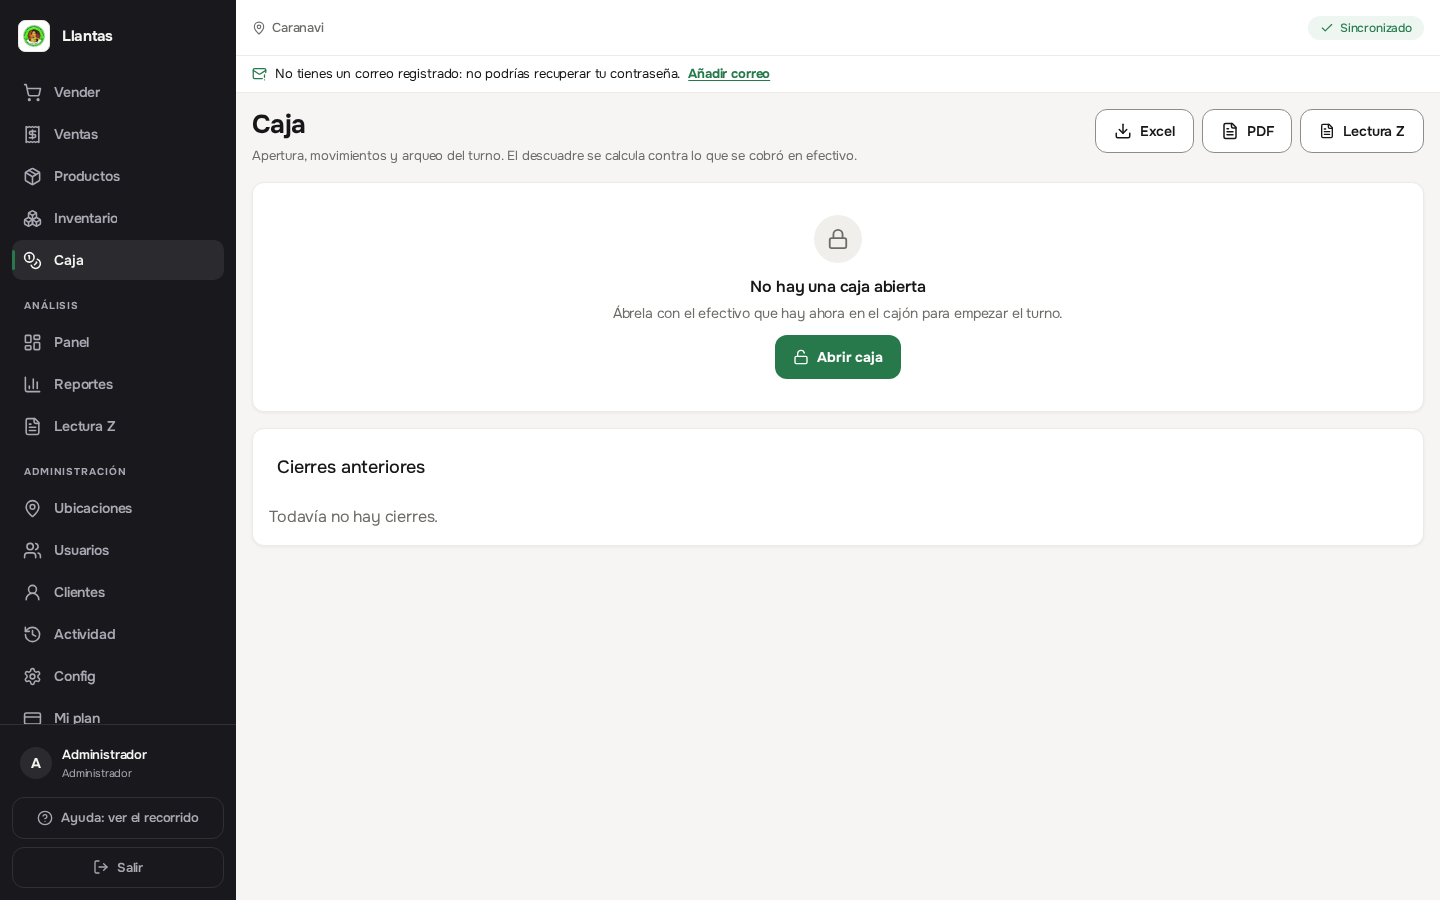 Llantas
Vender
Ventas
Productos
Inventario
Caja
ANÁLISIS
Panel
Reportes
Lectura Z
ADMINISTRACIÓN
Ubicaciones
Usuarios
Clientes
Actividad
Config
Mi plan
A
Administrador
Administrador
Ayuda: ver el recorrido
Salir
Caranavi
Sincronizado
No tienes un correo registrado: no podrías recuperar tu contraseña. Añadir correo
Caja
Apertura, movimientos y arqueo del turno. El descuadre se calcula contra lo que se cobró en efectivo.
Excel
PDF
Lectura Z
No hay una caja abierta
Ábrela con el efectivo que hay ahora en el cajón para empezar el turno.
Abrir caja
Cierres anteriores
Todavía no hay cierres.